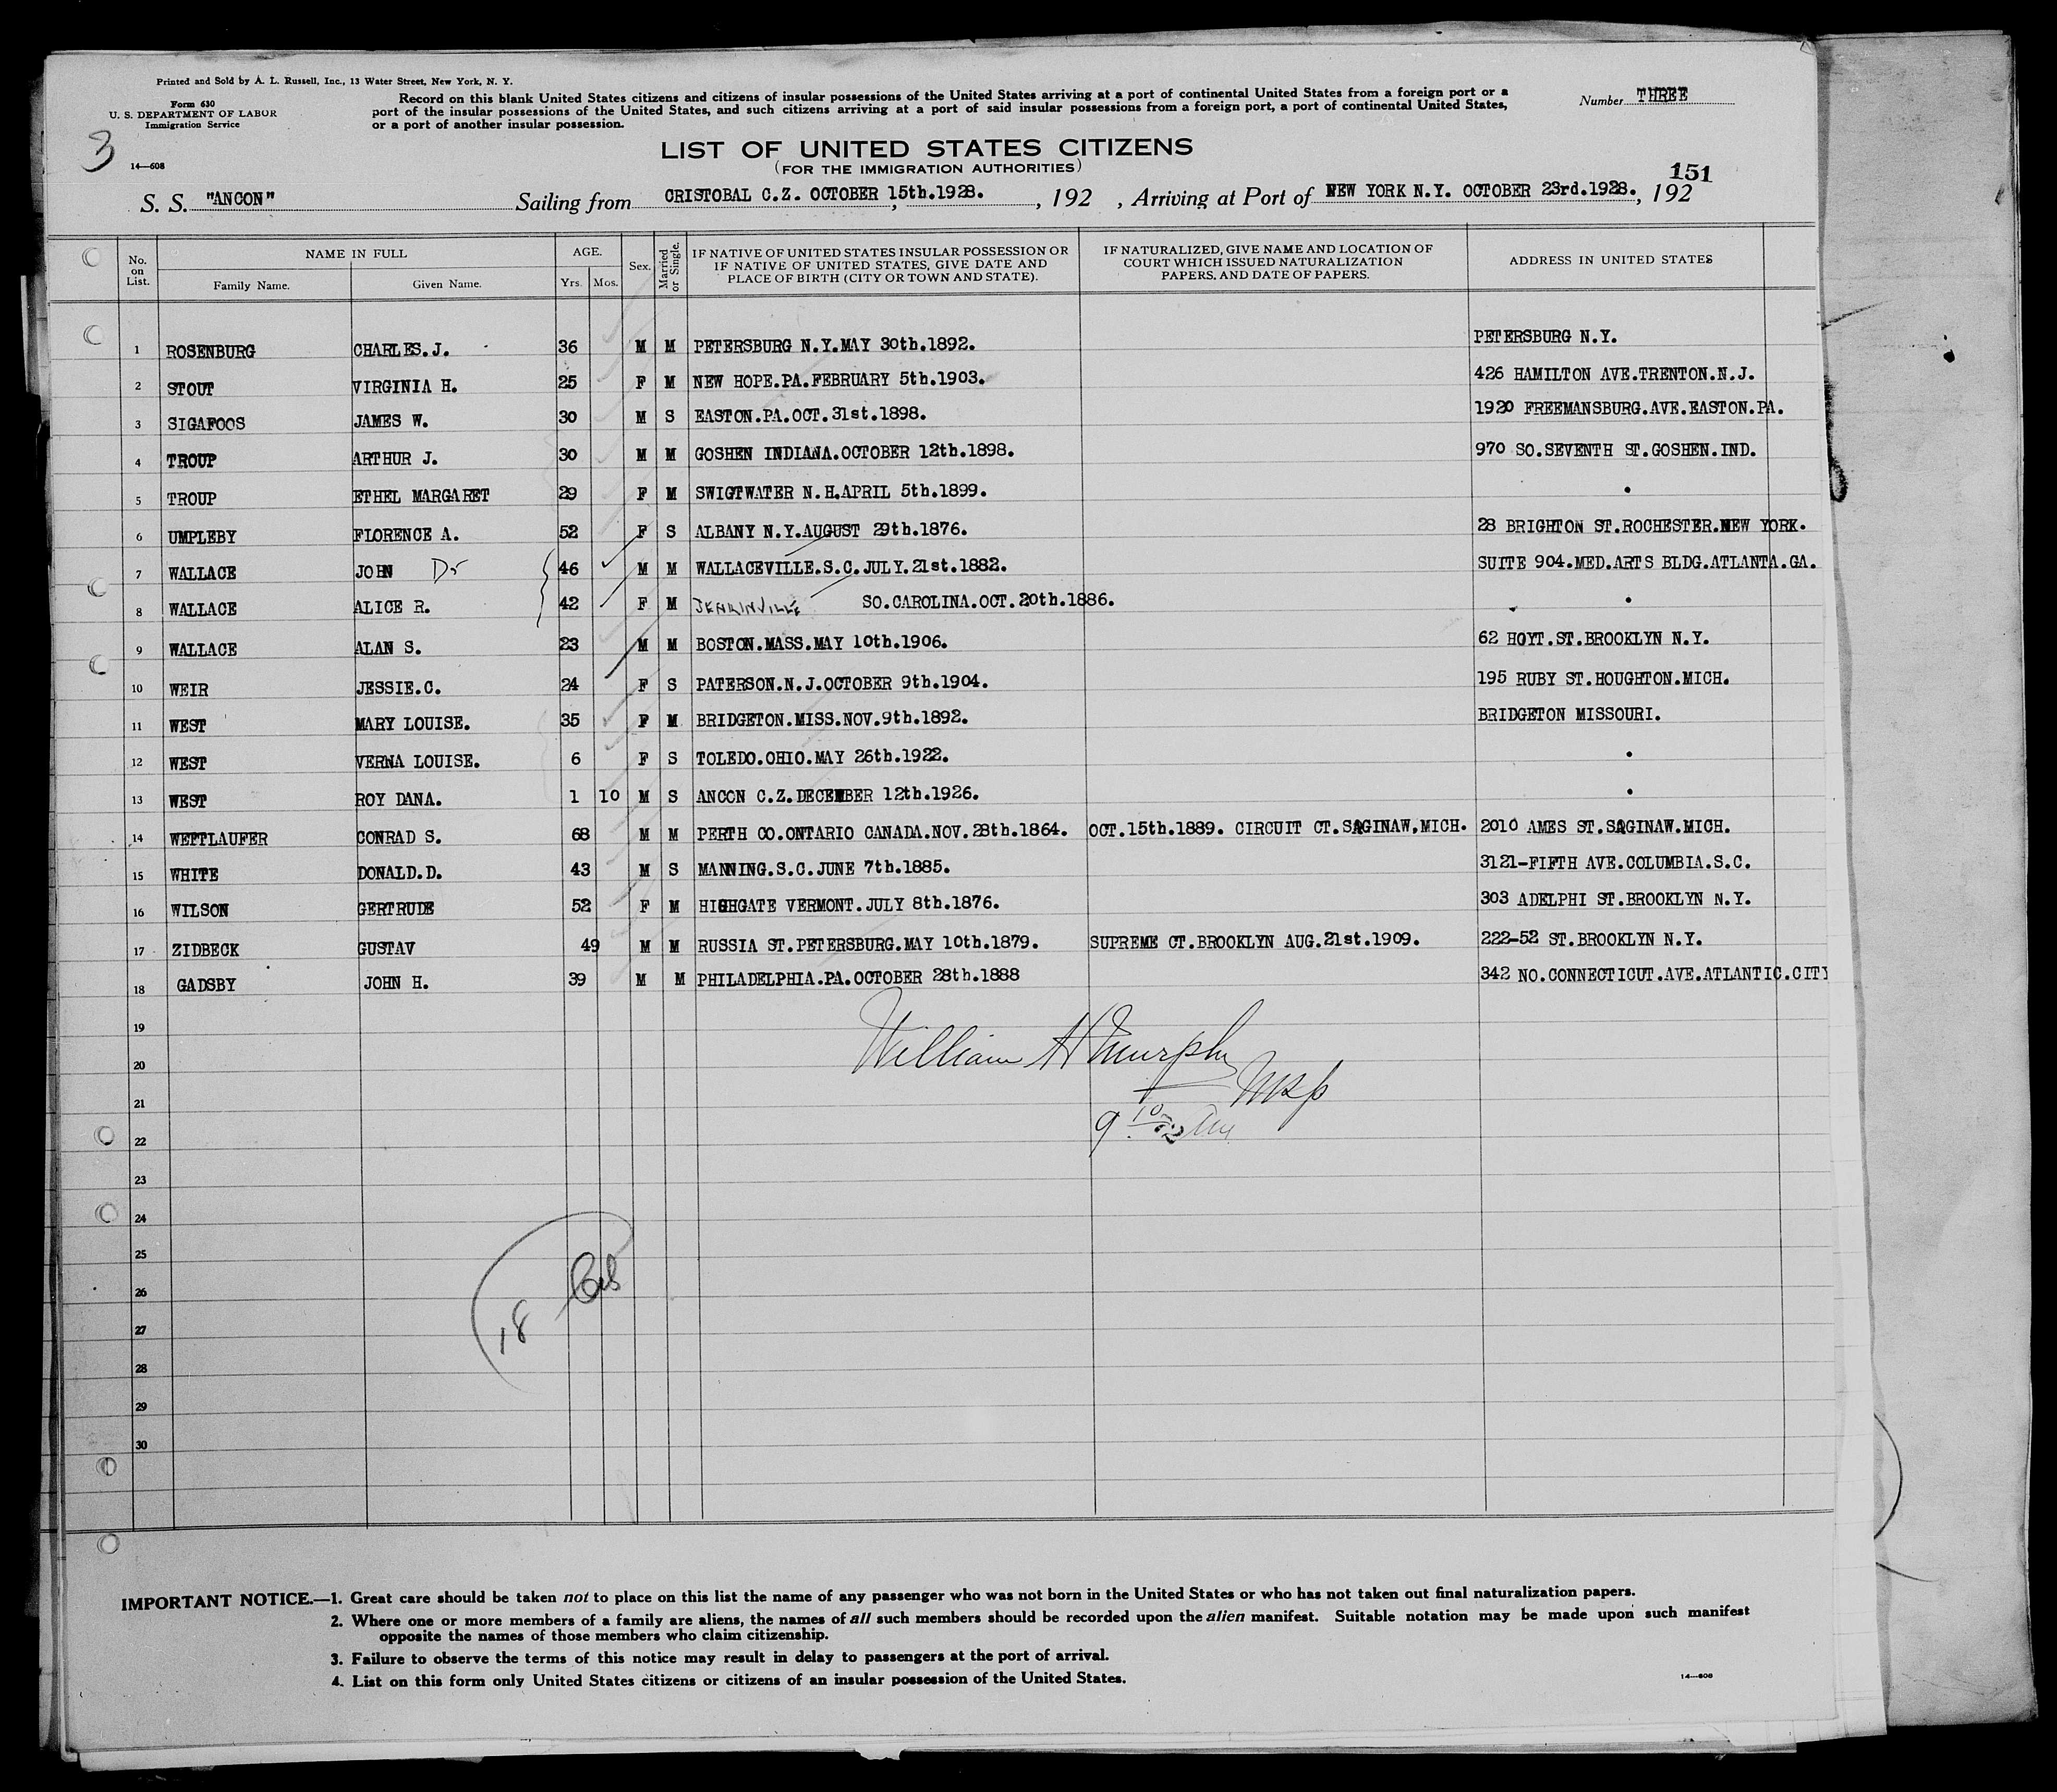 Printed and Sold by A. L. Russell, Inc., 13 Water Street, New York, N. Y.
Form 630
U. S. DEPARTMENT OF LABOR
Immigration Service
14—608
3
Record on this blank United States citizens and citizens of insular possessions of the United States arriving at a port of continental United States from a foreign port or a
port of the insular possessions of the United States, and such citizens arriving at a port of said insular possessions from a foreign port, a port of continental United States,
or a port of another insular possession.
Number THREE
LIST OF UNITED STATES CITIZENS
(FOR THE IMMIGRATION AUTHORITIES)
151
S. S. "ANCON" Sailing from CRISTOBAL C.Z. OCTOBER 15th.1928. , 192 , Arriving at Port of NEW YORK N.Y. OCTOBER 23rd.1928. , 192
No. on List. NAME IN FULL Family Name. Given Name. AGE. Yrs. Mos. Sex. Married or Single. IF NATIVE OF UNITED STATES INSULAR POSSESSION OR IF NATIVE OF UNITED STATES, GIVE DATE AND PLACE OF BIRTH (CITY OR TOWN AND STATE). IF NATURALIZED, GIVE NAME AND LOCATION OF COURT WHICH ISSUED NATURALIZATION PAPERS, AND DATE OF PAPERS. ADDRESS IN UNITED STATES
1 ROSENBURG CHARLES.J. 36 M M PETERSBURG N.Y.MAY 30th.1892. PETERSBURG N.Y.
2 STOUT VIRGINIA H. 25 F M NEW HOPE.PA.FEBRUARY 5th.1903. 426 HAMILTON AVE.TRENTON.N.J.
3 SIGAFOOS JAMES W. 30 M S EASTON.PA.OCT.31st.1898. 1920 FREEMANSBURG.AVE.EASTON.PA.
4 TROUP ARTHUR J. 30 M M GOSHEN INDIANA.OCTOBER 12th.1898. 970 SO.SEVENTH ST.GOSHEN.IND.
5 TROUP ETHEL MARGARET 29 F M SWIGTWATER N.H.APRIL 5th.1899. "
6 UMPLEBY FLORENCE A. 52 F S ALBANY N.Y.AUGUST 29th.1876. 28 BRIGHTON ST.ROCHESTER.NEW YORK.
7 WALLACE JOHN Dr 46 M M WALLACEVILLE.S.C.JULY.21st.1882. SUITE 904.MED.ARTS BLDG.ATLANTA.GA.
8 WALLACE ALICE R. 42 F M JENKINVILLE SO.CAROLINA.OCT.20th.1886. "
9 WALLACE ALAN S. 23 M M BOSTON.MASS.MAY 10th.1906. 62 HOYT.ST.BROOKLYN N.Y.
10 WEIR JESSIE.C. 24 F S PATERSON.N.J.OCTOBER 9th.1904. 195 RUBY ST.HOUGHTON.MICH.
11 WEST MARY LOUISE. 35 F M BRIDGETON.MISS.NOV.9th.1892. BRIDGETON MISSOURI.
12 WEST VERNA LOUISE. 6 F S TOLEDO.OHIO.MAY 26th.1922. "
13 WEST ROY DANA. 1 10 M S ANCON C.Z.DECEMBER 12th.1926. "
14 WETTLAUFER CONRAD S. 68 M M PERTH CO.ONTARIO CANADA.NOV.28th.1864. OCT.15th.1889. CIRCUIT CT.SAGINAW.MICH. 2010 AMES ST.SAGINAW.MICH.
15 WHITE DONALD.D. 43 M S MANNING.S.C.JUNE 7th.1885. 3121-FIFTH AVE.COLUMBIA.S.C.
16 WILSON GERTRUDE 52 F M HIGHGATE VERMONT.JULY 8th.1876. 303 ADELPHI ST.BROOKLYN N.Y.
17 ZIDBECK GUSTAV 49 M M RUSSIA ST.PETERSBURG.MAY 10th.1879. SUPREME CT.BROOKLYN AUG.21st.1909. 222-52 ST.BROOKLYN N.Y.
18 GADSBY JOHN H. 39 M M PHILADELPHIA.PA.OCTOBER 28th.1888 342 NO.CONNECTICUT.AVE.ATLANTIC.CITY
19
William H Murphy
20
21
22
23
24
25
26
18
27
28
29
30
IMPORTANT NOTICE.—1. Great care should be taken not to place on this list the name of any passenger who was not born in the United States or who has not taken out final naturalization papers.
2. Where one or more members of a family are aliens, the names of all such members should be recorded upon the alien manifest. Suitable notation may be made upon such manifest
opposite the names of those members who claim citizenship.
3. Failure to observe the terms of this notice may result in delay to passengers at the port of arrival.
4. List on this form only United States citizens or citizens of an insular possession of the United States.
14—608